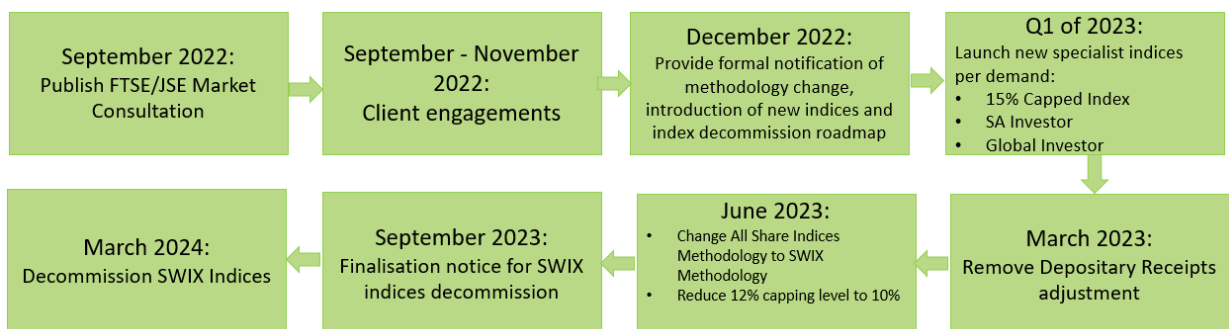 September 2022:
Publish FTSE/JSE Market
Consultation
September - November
2022:
Client engagements
December 2022:
Provide formal notification of
methodology change,
introduction of new indices and
index decommission roadmap
Q1 of 2023:
Launch new specialist indices
per demand:
• 15% Capped Index
• SA Investor
• Global Investor
March 2023:
Remove Depositary Receipts
adjustment
June 2023:
• Change All Share Indices
Methodology to SWIX
Methodology
• Reduce 12% capping level to 10%
September 2023:
Finalisation notice for SWIX
indices decommission
March 2024:
Decommission SWIX Indices